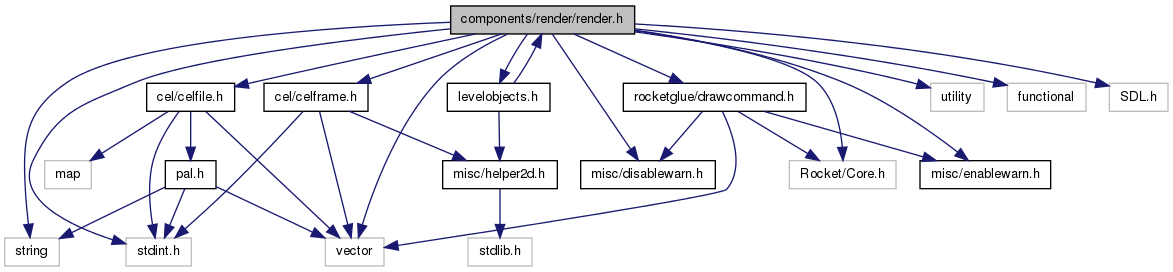 components/render/render.h
cel/celfile.h
cel/celframe.h
levelobjects.h
rocketglue/drawcommand.h
utility
functional
SDL.h
map
pal.h
misc/helper2d.h
misc/disablewarn.h
Rocket/Core.h
misc/enablewarn.h
string
stdint.h
vector
stdlib.h